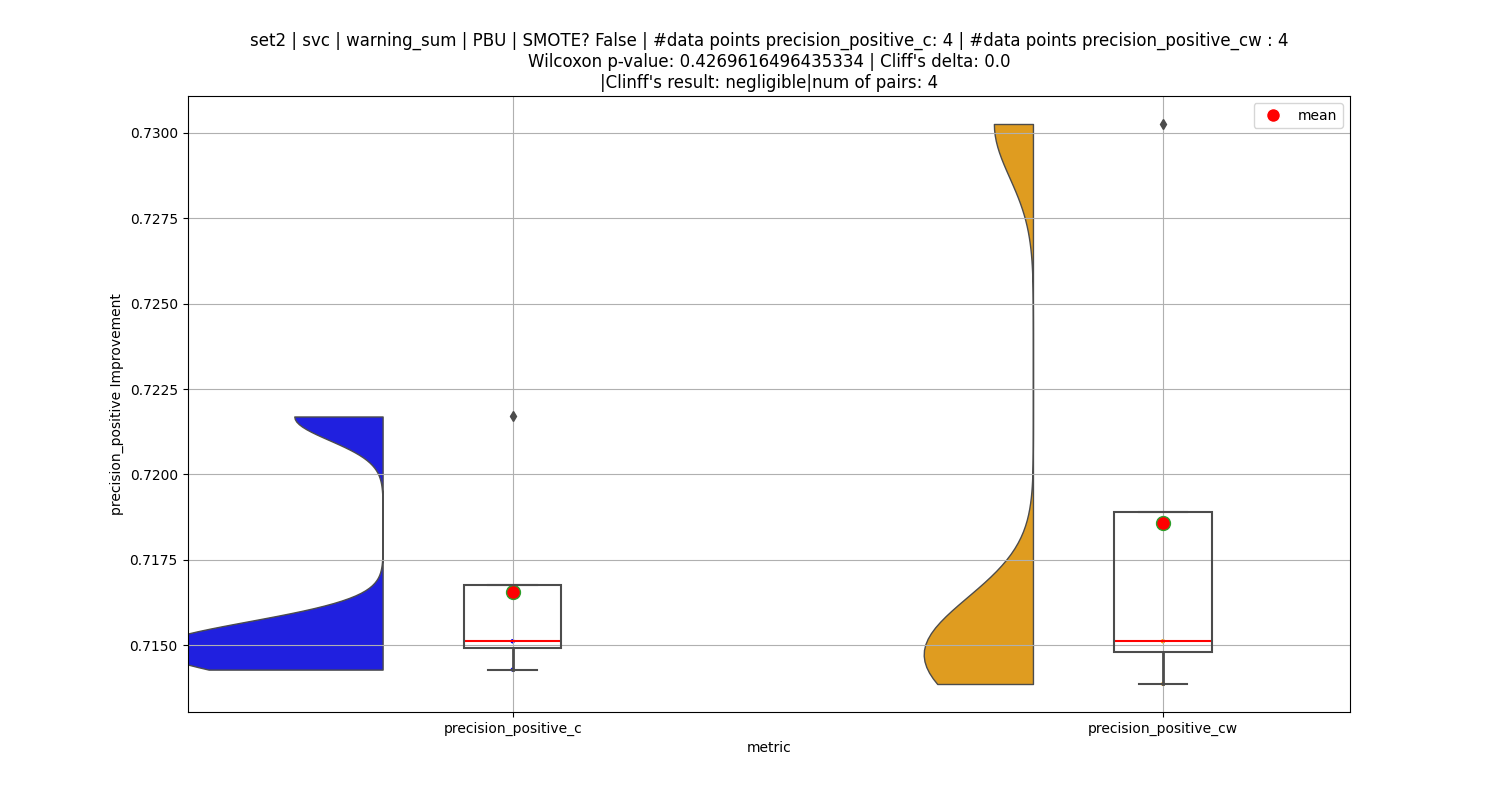 set2 | svc | warning_sum | PBU | SMOTE? False | #data points precision_positive_c: 4 | #data points precision_positive_cw : 4
Wilcoxon p-value: 0.4269616496435334 | Cliff's delta: 0.0
|Clinff's result: negligible|num of pairs: 4
mean
0.7300
0.7275
0.7250
0.7225
0.7200
0.7175
0.7150
precision_positive Improvement
precision_positive_c
precision_positive_cw
metric